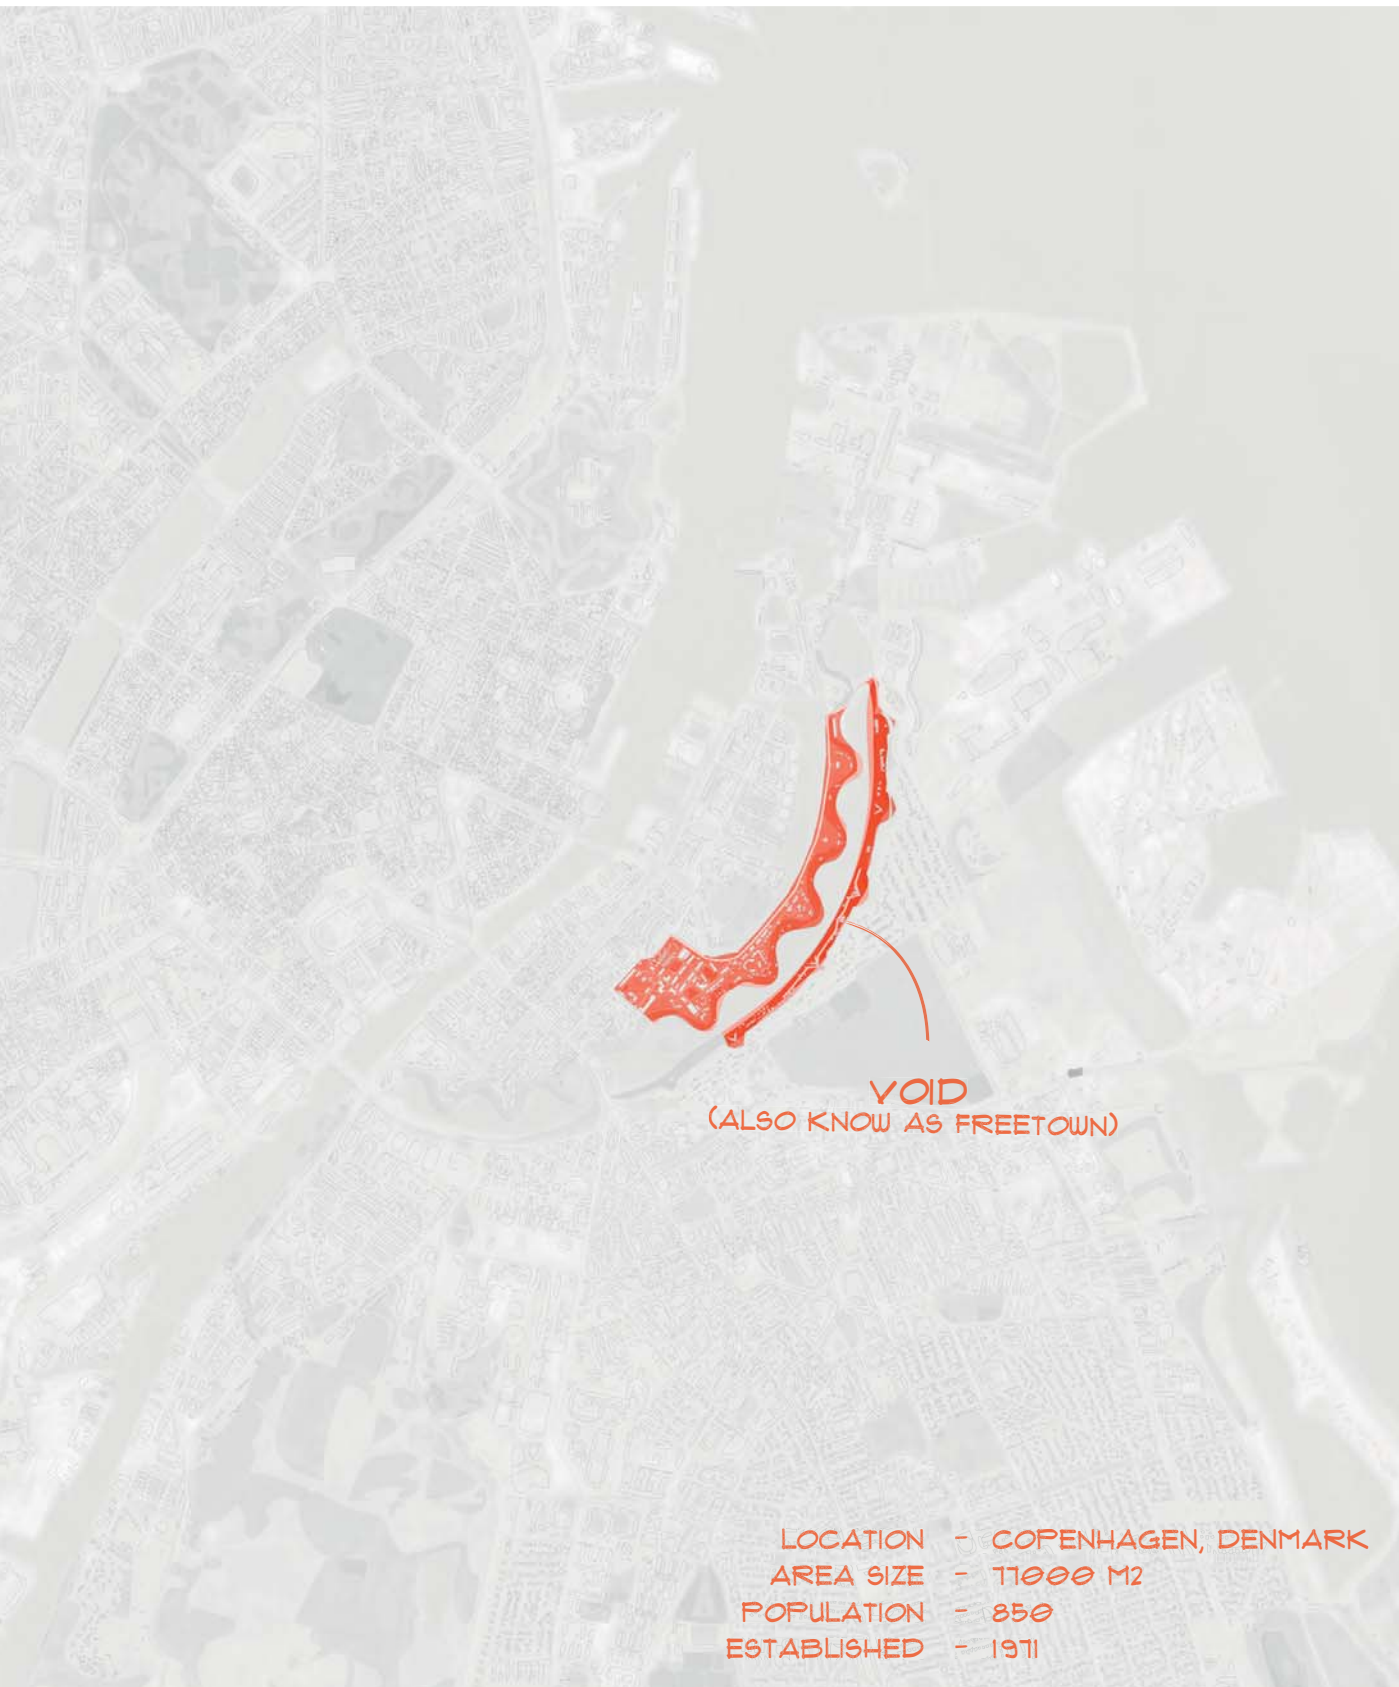 VOID
(ALSO KNOW AS FREETOWN)
LOCATION - COPENHAGEN, DENMARK
AREA SIZE - 77000 M2
POPULATION - 850
ESTABLISHED - 1971